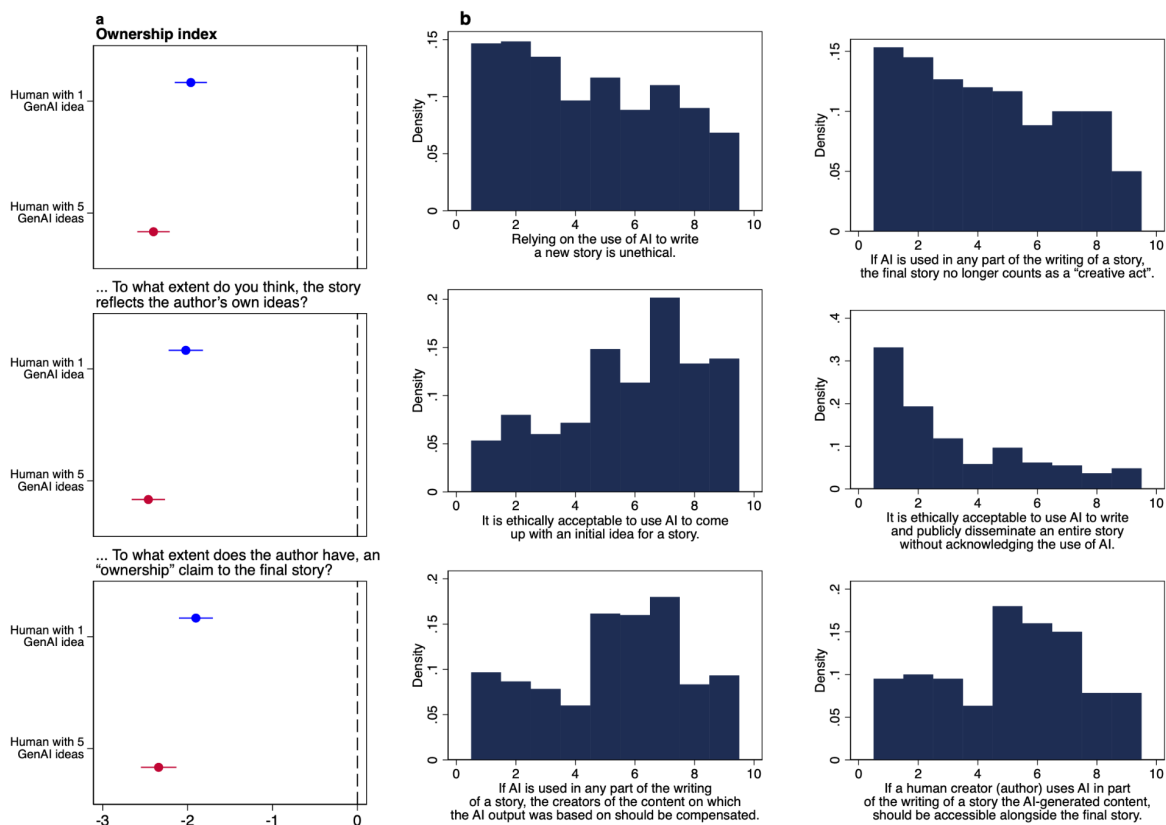 a
Ownership index
Human with 1
GenAI idea
Human with 5
GenAI ideas
... To what extent do you think, the story
reflects the author's own ideas?
Human with 1
GenAI idea
Human with 5
GenAI ideas
... To what extent does the author have, an
“ownership” claim to the final story?
Human with 1
GenAI idea
Human with 5
GenAI ideas
-3 -2 -1 0
b
Density
.15
.1
.05
0
0 2 4 6 8 10
Relying on the use of AI to write
a new story is unethical.
Density
.15
.1
.05
0
0 2 4 6 8 10
If AI is used in any part of the writing of a story,
the final story no longer counts as a “creative act”.
Density
.2
.15
.1
.05
0
0 2 4 6 8 10
It is ethically acceptable to use AI to come
up with an initial idea for a story.
Density
.4
.3
.2
.1
0
0 2 4 6 8 10
It is ethically acceptable to use AI to write
and publicly disseminate an entire story
without acknowledging the use of AI.
Density
.2
.15
.1
.05
0
0 2 4 6 8 10
If AI is used in any part of the writing
of a story, the creators of the content on which
the AI output was based on should be compensated.
Density
.2
.15
.1
.05
0
0 2 4 6 8 10
If a human creator (author) uses AI in part
of the writing of a story the AI-generated content,
should be accessible alongside the final story.